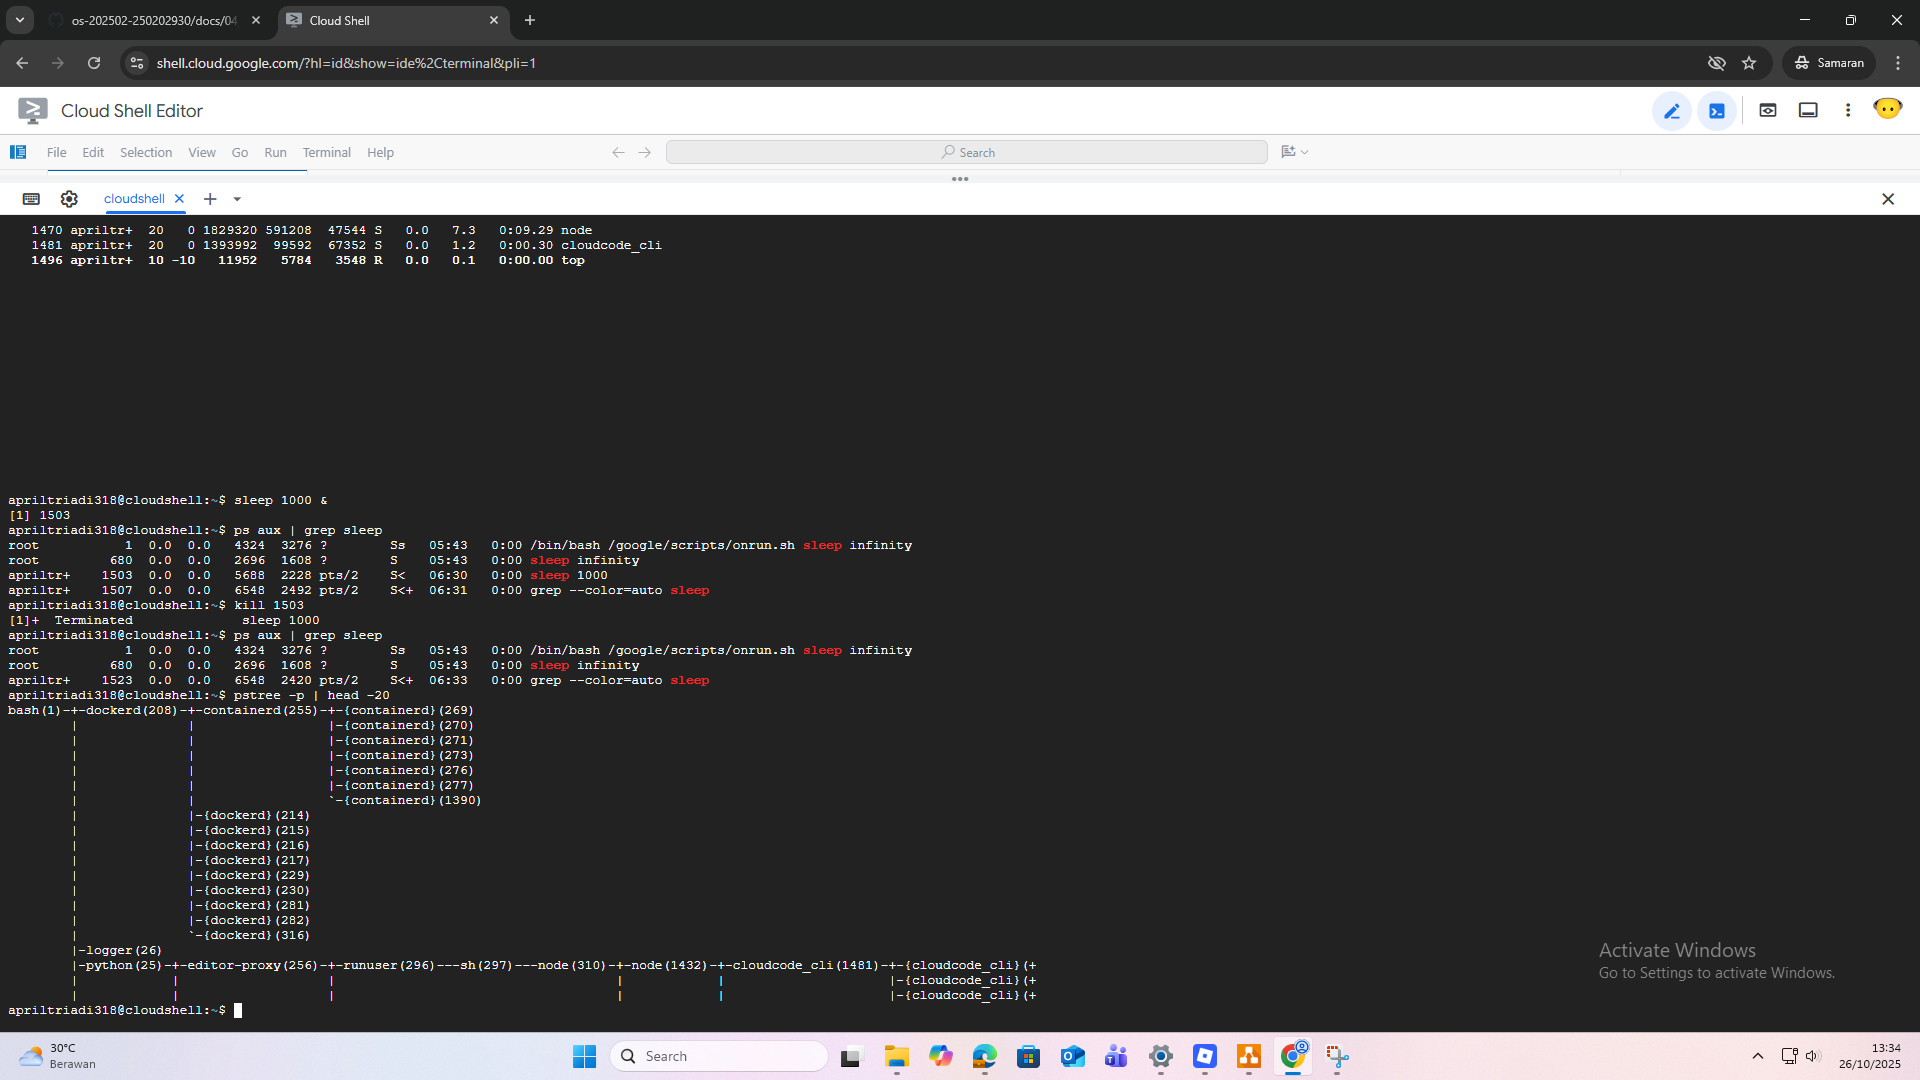 os-202502-250202930/docs/04
Cloud Shell
shell.cloud.google.com/?hl=id&show=ide%2Cterminal&pli=1
Samaran
Cloud Shell Editor
File Edit Selection View Go Run Terminal Help
Search
cloudshell
1470 apriltr+  20   0 1829320 591208  47544 S   0.0   7.3   0:09.29 node
1481 apriltr+  20   0 1393992  99592  67352 S   0.0   1.2   0:00.30 cloudcode_cli
1496 apriltr+  10 -10   11952   5784   3548 R   0.0   0.1   0:00.00 top
apriltriadi318@cloudshell:~$ sleep 1000 &
[1] 1503
apriltriadi318@cloudshell:~$ ps aux | grep sleep
root           1  0.0  0.0   4324  3276 ?        Ss   05:43   0:00 /bin/bash /google/scripts/onrun.sh sleep infinity
root         680  0.0  0.0   2696  1608 ?        S    05:43   0:00 sleep infinity
apriltr+    1503  0.0  0.0   5688  2228 pts/2    S<   06:30   0:00 sleep 1000
apriltr+    1507  0.0  0.0   6548  2492 pts/2    S<+  06:31   0:00 grep --color=auto sleep
apriltriadi318@cloudshell:~$ kill 1503
[1]+  Terminated              sleep 1000
apriltriadi318@cloudshell:~$ ps aux | grep sleep
root           1  0.0  0.0   4324  3276 ?        Ss   05:43   0:00 /bin/bash /google/scripts/onrun.sh sleep infinity
root         680  0.0  0.0   2696  1608 ?        S    05:43   0:00 sleep infinity
apriltr+    1523  0.0  0.0   6548  2420 pts/2    S<+  06:33   0:00 grep --color=auto sleep
apriltriadi318@cloudshell:~$ pstree -p | head -20
bash(1)-+-dockerd(208)-+-containerd(255)-+-{containerd}(269)
        |              |                 |-{containerd}(270)
        |              |                 |-{containerd}(271)
        |              |                 |-{containerd}(273)
        |              |                 |-{containerd}(276)
        |              |                 |-{containerd}(277)
        |              |                 `-{containerd}(1390)
        |              |-{dockerd}(214)
        |              |-{dockerd}(215)
        |              |-{dockerd}(216)
        |              |-{dockerd}(217)
        |              |-{dockerd}(229)
        |              |-{dockerd}(230)
        |              |-{dockerd}(281)
        |              |-{dockerd}(282)
        |              `-{dockerd}(316)
        |-logger(26)
        |-python(25)-+-editor-proxy(256)-+-runuser(296)---sh(297)---node(310)-+-node(1432)-+-cloudcode_cli(1481)-+-{cloudcode_cli}(+
        |            |                   |                                    |            |                     |-{cloudcode_cli}(+
        |            |                   |                                    |            |                     |-{cloudcode_cli}(+
apriltriadi318@cloudshell:~$
Activate Windows
Go to Settings to activate Windows.
30°C
Berawan
Search
13:34
26/10/2025